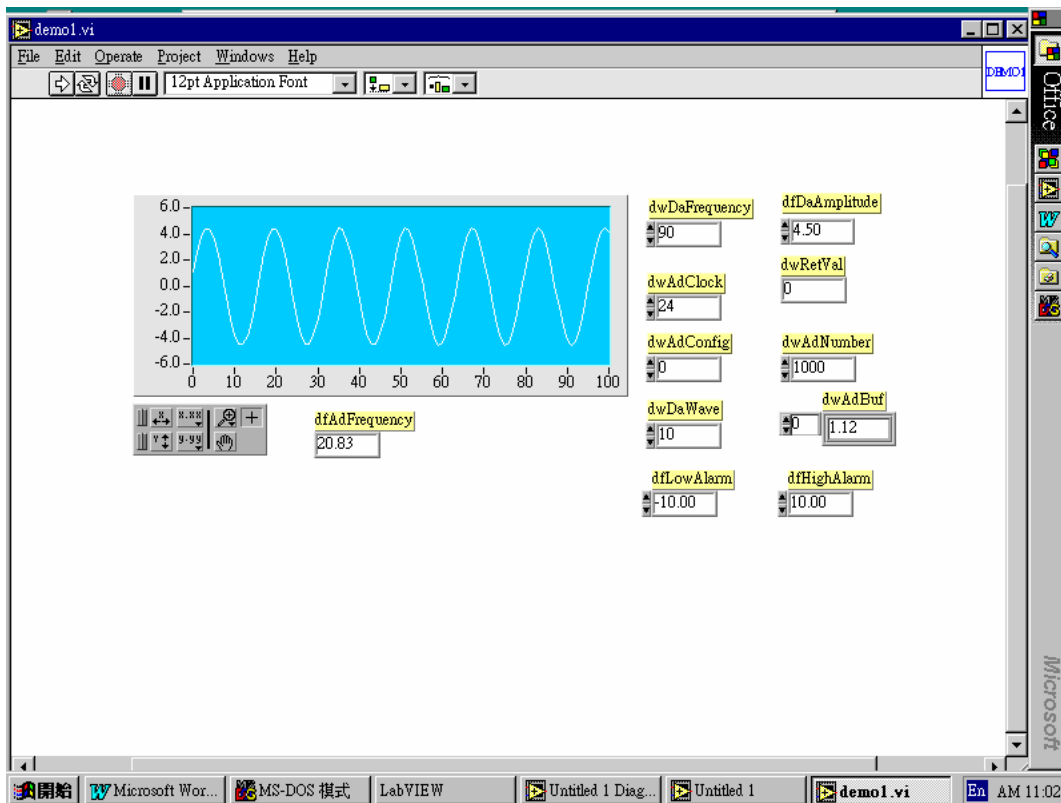 demo1.vi
File Edit Operate Project Windows Help
12pt Application Font
DEMO1
Office
6.0
4.0
2.0
0.0
-2.0
-4.0
-6.0
0 10 20 30 40 50 60 70 80 90 100
dwDaFrequency
90
dfDaAmplitude
4.50
dwRetVal
0
dwAdClock
24
dwAdConfig
0
dwAdNumber
1000
dwDaWave
10
dwAdBuf
0
1.12
dfLowAlarm
-10.00
dfHighAlarm
10.00
X X.XX
Y Y.YY
dfAdFrequency
20.83
Microsoft
開始
Microsoft Wor...
MS-DOS 模式
LabVIEW
Untitled 1 Diag...
Untitled 1
demo1.vi
En AM 11:02